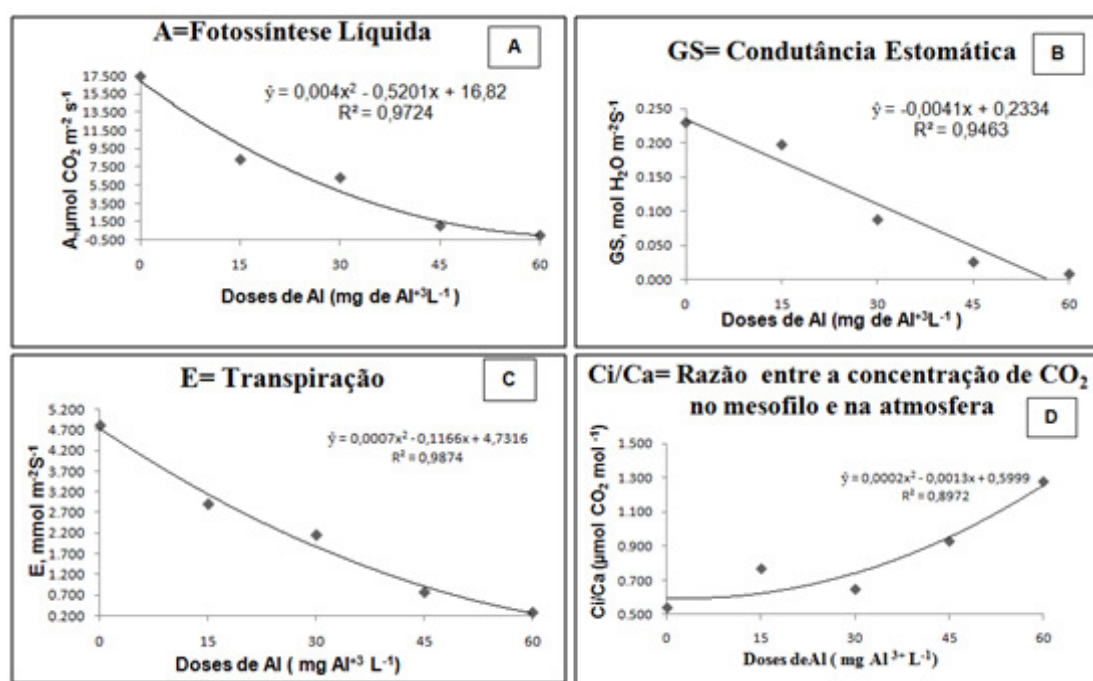 A=Fotossíntese Líquida
A
ŷ = 0,004x² - 0,5201x + 16,82
R² = 0,9724
A,µmol CO₂ m⁻² s⁻¹
17.500
15.500
13.500
11.500
9.500
7.500
5.500
3.500
1.500
-0.500
0 15 30 45 60
Doses de Al (mg de Al⁺³L⁻¹ )
GS= Condutância Estomática
B
ŷ = -0,0041x + 0,2334
R² = 0,9463
GS, mol H₂O m⁻²S⁻¹
0.250
0.200
0.150
0.100
0.050
0.000
0 15 30 45 60
Doses de Al (mg de Al⁺³L⁻¹)
E= Transpiração
C
ŷ = 0,0007x² - 0,1166x + 4,7316
R² = 0,9874
E, mmol m⁻²S⁻¹
5.200
4.700
4.200
3.700
3.200
2.700
2.200
1.700
1.200
0.700
0.200
0 15 30 45 60
Doses de Al ( mg Al⁺³ L⁻¹)
Ci/Ca= Razão entre a concentração de CO₂
no mesofilo e na atmosfera
D
ŷ = 0,0002x² - 0,0013x + 0,5999
R² = 0,8972
Ci/Ca (µmol CO₂ mol ⁻¹)
1.500
1.300
1.100
0.900
0.700
0.500
0 15 30 45 60
Doses deAl ( mg Al ³⁺ L⁻¹)